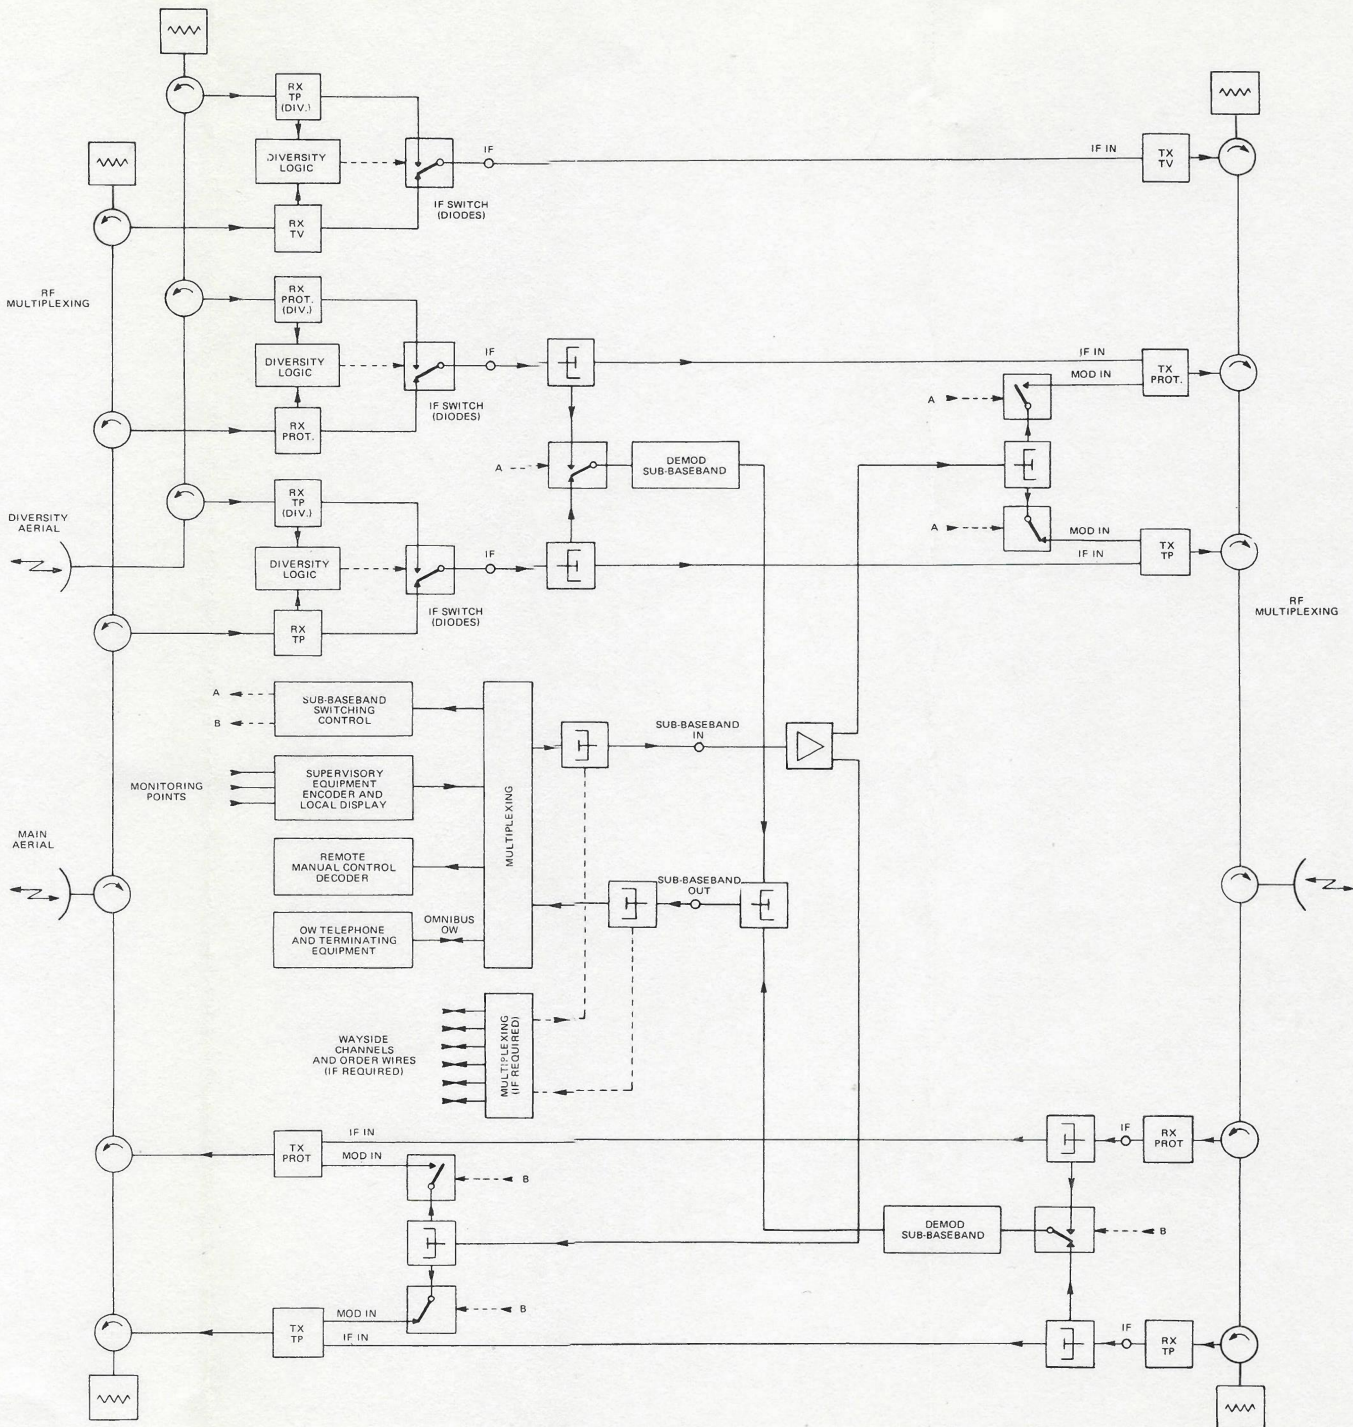 RX
TP
(DIV.)
DIVERSITY
LOGIC
RX
TV
IF
IF SWITCH
(DIODES)
IF IN
TX
TV
RF
MULTIPLEXING
RX
PROT.
(DIV.)
DIVERSITY
LOGIC
RX
PROT.
IF
IF SWITCH
(DIODES)
IF IN
MOD IN
TX
PROT.
A
A
DEMOD
SUB-BASEBAND
DIVERSITY
AERIAL
RX
TP
(DIV.)
DIVERSITY
LOGIC
RX
TP
IF
IF SWITCH
(DIODES)
A
MOD IN
IF IN
TX
TP
RF
MULTIPLEXING
A
B
SUB-BASEBAND
SWITCHING
CONTROL
MONITORING
POINTS
SUPERVISORY
EQUIPMENT
ENCODER AND
LOCAL DISPLAY
MULTIPLEXING
SUB-BASEBAND
IN
MAIN
AERIAL
REMOTE
MANUAL CONTROL
DECODER
SUB-BASEBAND
OUT
OW TELEPHONE
AND TERMINATING
EQUIPMENT
OMNIBUS
OW
WAYSIDE
CHANNELS
AND ORDER WIRES
(IF REQUIRED)
MULTIPLEXING
(IF REQUIRED)
TX
PROT
IF IN
MOD IN
B
IF
RX
PROT
DEMOD
SUB-BASEBAND
B
TX
TP
MOD IN
IF IN
B
IF
RX
TP